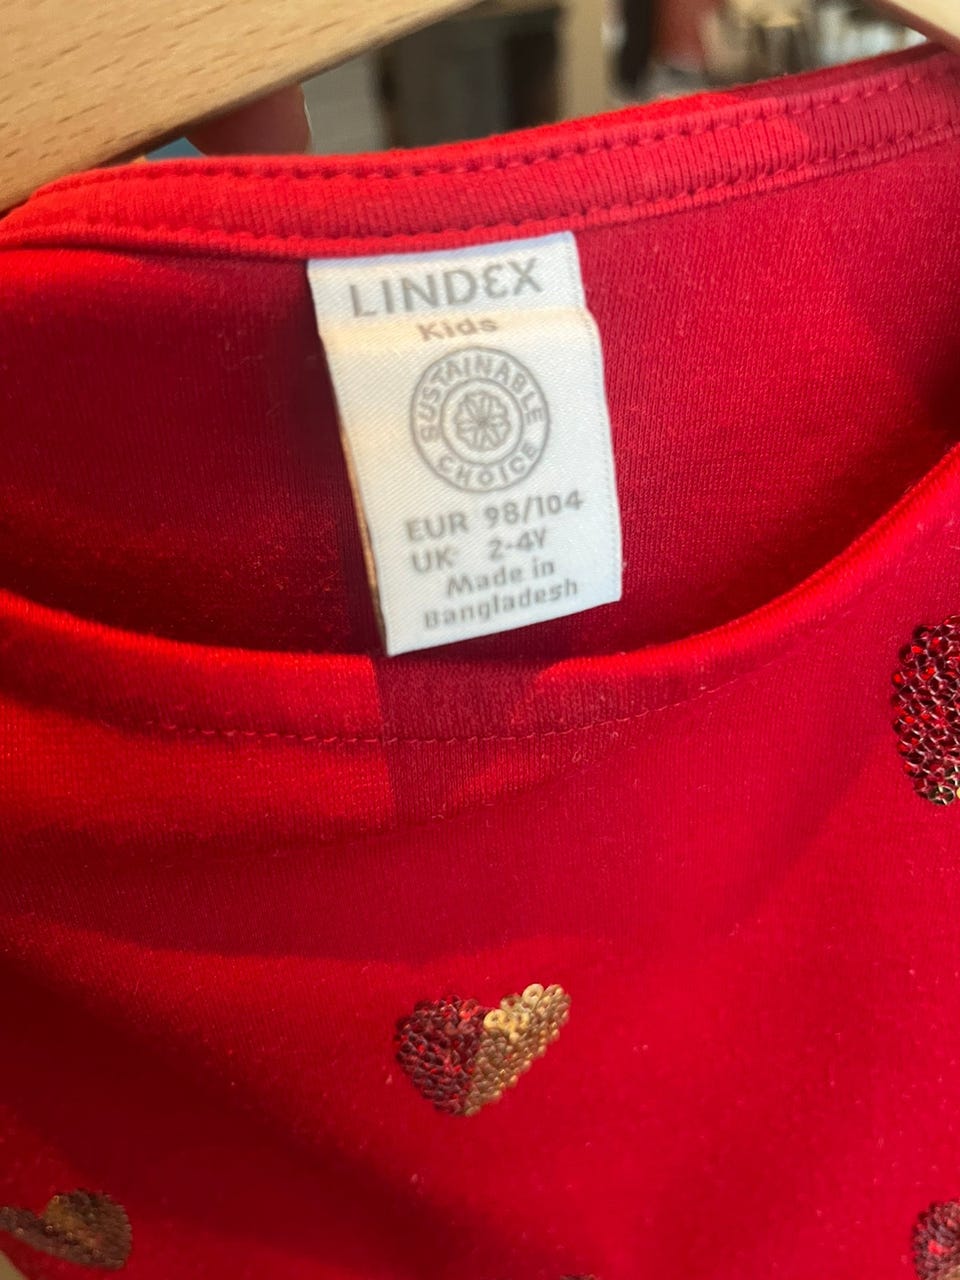 LINDEX
Kids
SUSTAINABLE
CHOICE
EUR 98/104
UK 2-4Y
Made in
Bangladesh